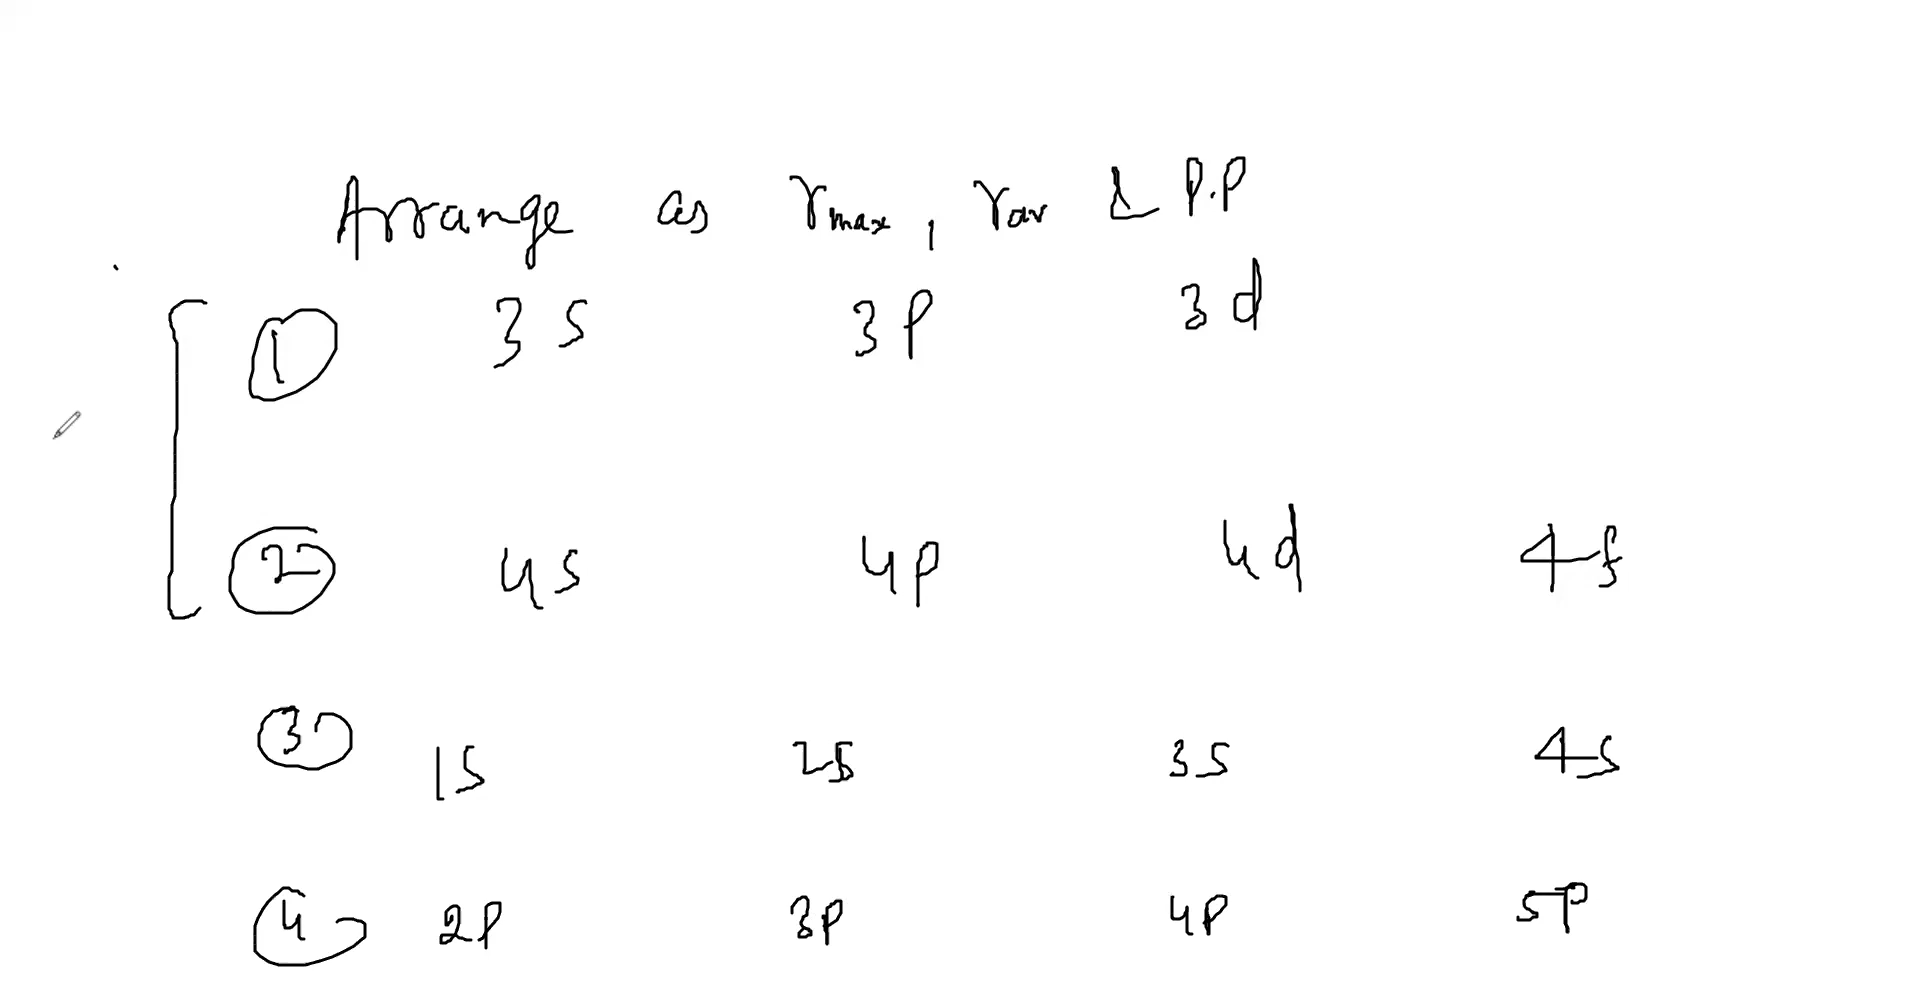 Arrange as rmax, rav & P.P
1 3s 3p 3d
2 4s 4p 4d 4f
3 1s 2s 3s 4s
4 2p 3p 4p 5p